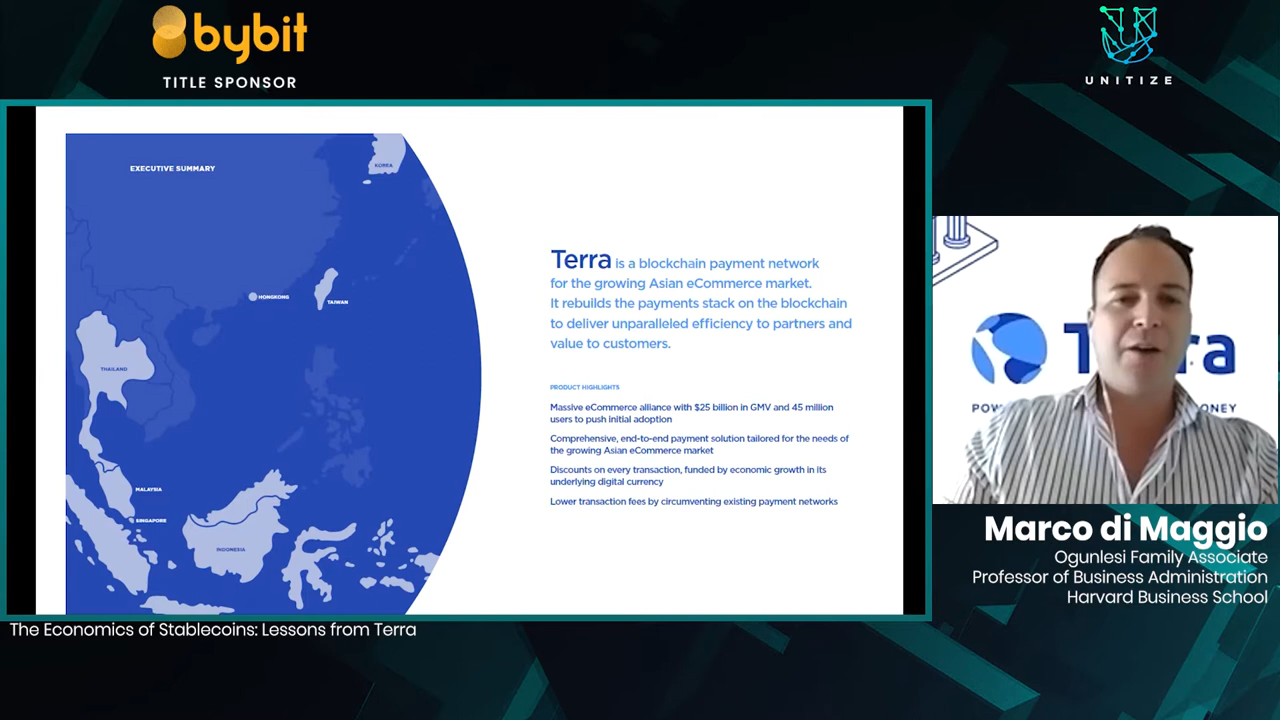 bybit
TITLE SPONSOR
UNITIZE
EXECUTIVE SUMMARY
KOREA
HONGKONG
TAIWAN
THAILAND
MALAYSIA
SINGAPORE
INDONESIA
Terra is a blockchain payment network
for the growing Asian eCommerce market.
It rebuilds the payments stack on the blockchain
to deliver unparalleled efficiency to partners and
value to customers.
PRODUCT HIGHLIGHTS
Massive eCommerce alliance with $25 billion in GMV and 45 million
users to push initial adoption
Comprehensive, end-to-end payment solution tailored for the needs of
the growing Asian eCommerce market
Discounts on every transaction, funded by economic growth in its
underlying digital currency
Lower transaction fees by circumventing existing payment networks
Marco di Maggio
Ogunlesi Family Associate
Professor of Business Administration
Harvard Business School
The Economics of Stablecoins: Lessons from Terra